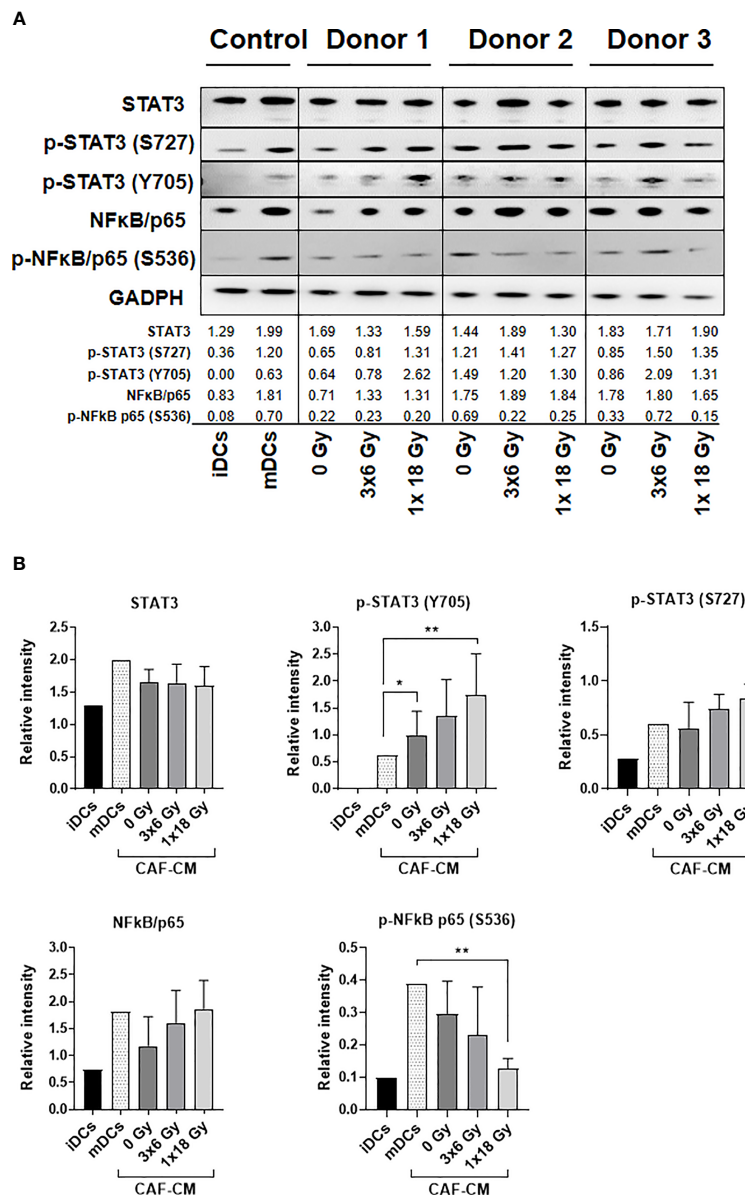 A
Control Donor 1 Donor 2 Donor 3
STAT3
p-STAT3 (S727)
p-STAT3 (Y705)
NFκB/p65
p-NFκB/p65 (S536)
GADPH
STAT3 1.29 1.99 1.69 1.33 1.59 1.44 1.89 1.30 1.83 1.71 1.90
p-STAT3 (S727) 0.36 1.20 0.65 0.81 1.31 1.21 1.41 1.27 0.85 1.50 1.35
p-STAT3 (Y705) 0.00 0.63 0.64 0.78 2.62 1.49 1.20 1.30 0.86 2.09 1.31
NFκB/p65 0.83 1.81 0.71 1.33 1.31 1.75 1.89 1.84 1.78 1.80 1.65
p-NFkB p65 (S536) 0.08 0.70 0.22 0.23 0.20 0.69 0.22 0.25 0.33 0.72 0.15
iDCs mDCs 0 Gy 3x6 Gy 1x 18 Gy 0 Gy 3x6 Gy 1x 18 Gy 0 Gy 3x6 Gy 1x 18 Gy
B
STAT3
Relative intensity
2.5
2.0
1.5
1.0
0.5
0.0
iDCs mDCs 0 Gy 3x6 Gy 1x18 Gy
CAF-CM
p-STAT3 (Y705)
Relative intensity
3.0
2.5
2.0
1.5
1.0
0.5
0.0
**
*
iDCs mDCs 0 Gy 3x6 Gy 1x18 Gy
CAF-CM
p-STAT3 (S727)
Relative intensity
1.5
1.0
0.5
0.0
iDCs mDCs 0 Gy 3x6 Gy 1x18 Gy
CAF-CM
NFkB/p65
Relative intensity
3.0
2.5
2.0
1.5
1.0
0.5
0.0
iDCs mDCs 0 Gy 3x6 Gy 1x18 Gy
CAF-CM
p-NFkB p65 (S536)
Relative intensity
0.5
0.4
0.3
0.2
0.1
0.0
**
iDCs mDCs 0 Gy 3x6 Gy 1x18 Gy
CAF-CM